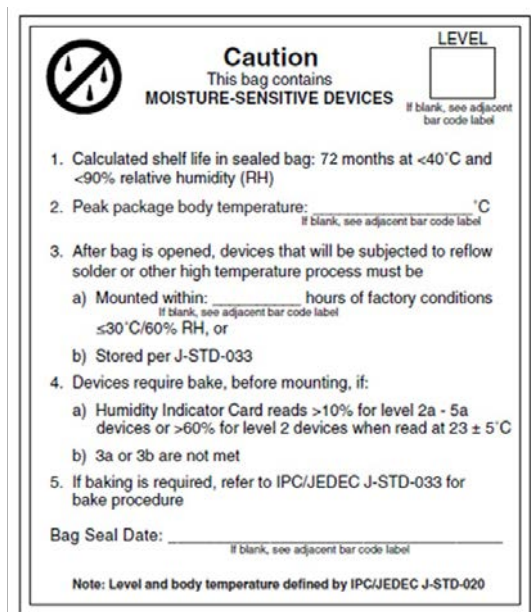 LEVEL
Caution
This bag contains
MOISTURE-SENSITIVE DEVICES
If blank, see adjacent
bar code label
1. Calculated shelf life in sealed bag: 72 months at <40˚C and
<90% relative humidity (RH)
2. Peak package body temperature: ____________________˚C
If blank, see adjacent bar code label
3. After bag is opened, devices that will be subjected to reflow
solder or other high temperature process must be
a) Mounted within: ___________ hours of factory conditions
If blank, see adjacent bar code label
≤30˚C/60% RH, or
b) Stored per J-STD-033
4. Devices require bake, before mounting, if:
a) Humidity Indicator Card reads >10% for level 2a - 5a
devices or >60% for level 2 devices when read at 23 ± 5˚C
b) 3a or 3b are not met
5. If baking is required, refer to IPC/JEDEC J-STD-033 for
bake procedure
Bag Seal Date: ______________________________________
If blank, see adjacent bar code label
Note: Level and body temperature defined by IPC/JEDEC J-STD-020